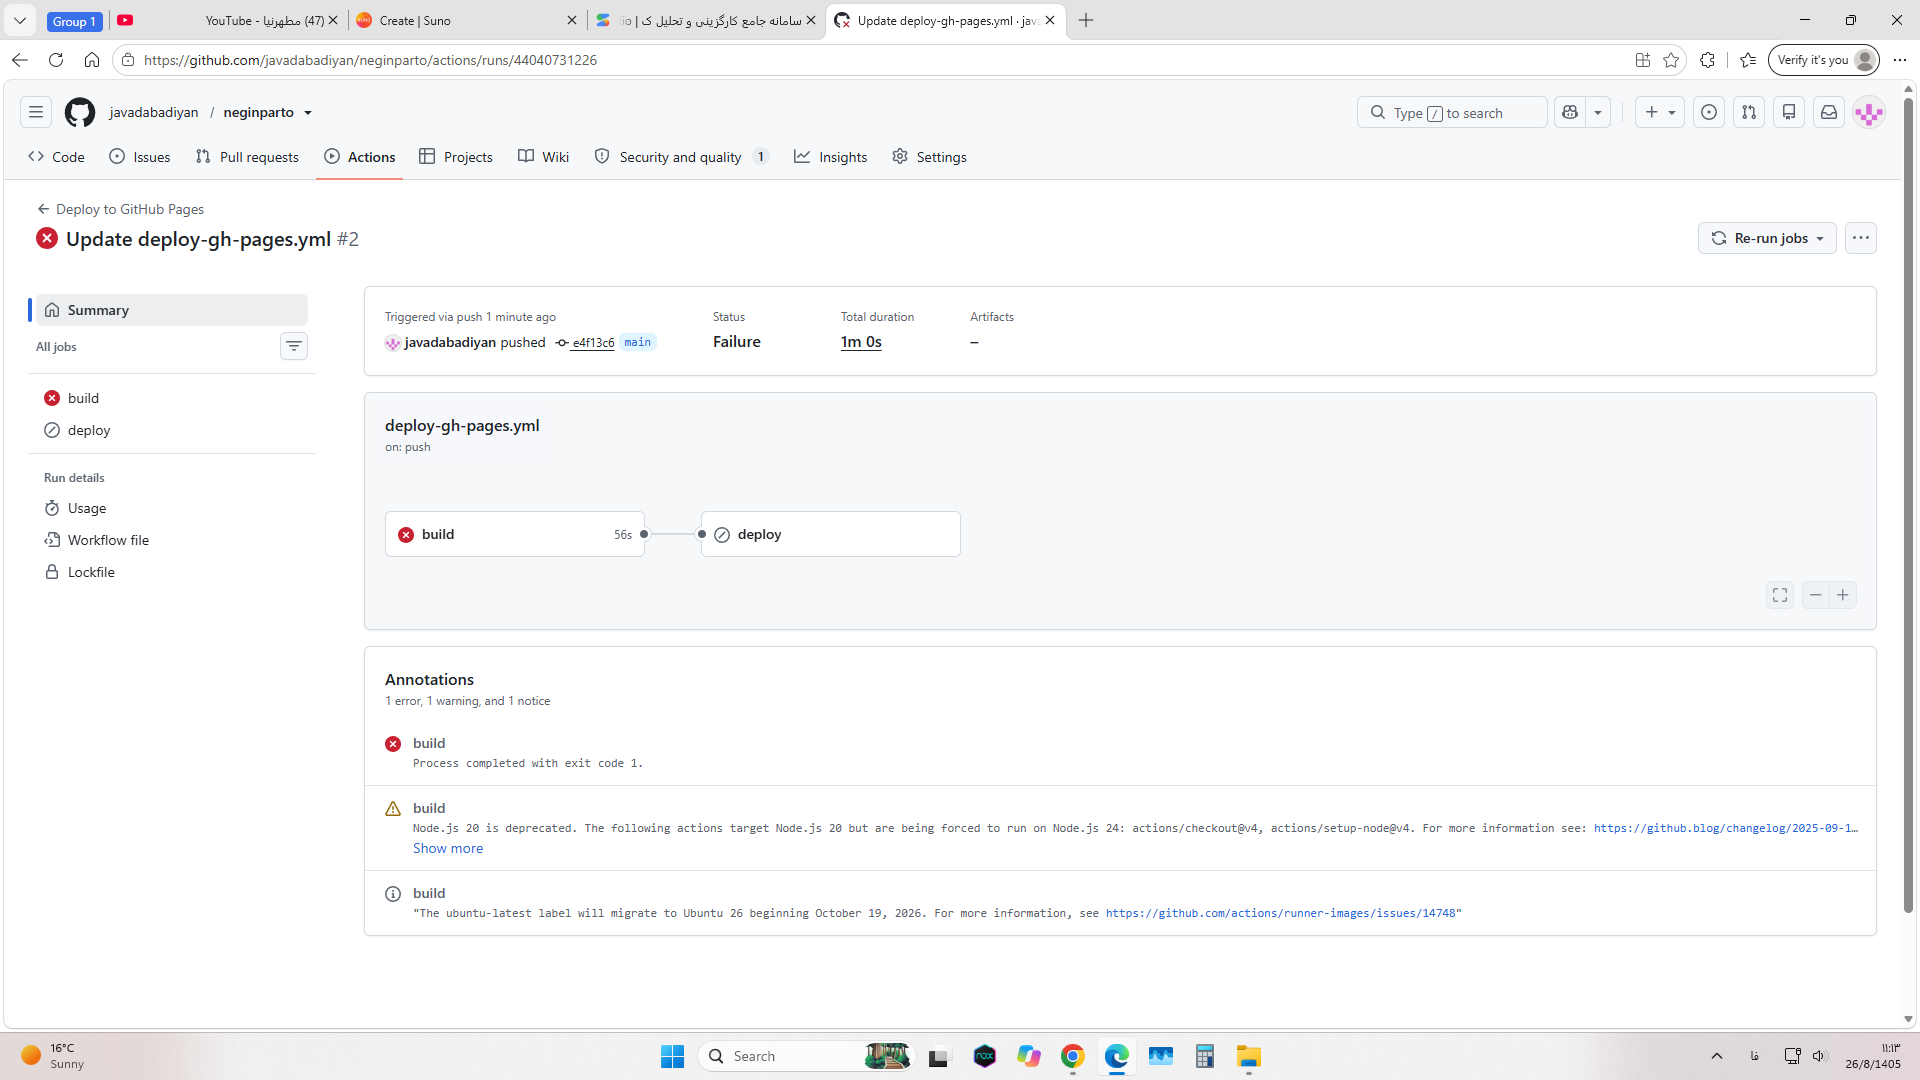 Group 1
YouTube - مطهرنیا (47)
Create | Suno
سامانه جامع کارگزینی و تحلیل ک | io
Update deploy-gh-pages.yml · java
https://github.com/javadabadiyan/neginparto/actions/runs/44040731226
Verify it's you
javadabadiyan / neginparto
Type / to search
Code
Issues
Pull requests
Actions
Projects
Wiki
Security and quality 1
Insights
Settings
Deploy to GitHub Pages
Update deploy-gh-pages.yml #2
Re-run jobs
Summary
All jobs
build
deploy
Run details
Usage
Workflow file
Lockfile
Triggered via push 1 minute ago
javadabadiyan pushed e4f13c6 main
Status
Failure
Total duration
1m 0s
Artifacts
–
deploy-gh-pages.yml
on: push
build 56s
deploy
Annotations
1 error, 1 warning, and 1 notice
build
Process completed with exit code 1.
build
Node.js 20 is deprecated. The following actions target Node.js 20 but are being forced to run on Node.js 24: actions/checkout@v4, actions/setup-node@v4. For more information see: https://github.blog/changelog/2025-09-1…
Show more
build
"The ubuntu-latest label will migrate to Ubuntu 26 beginning October 19, 2026. For more information, see https://github.com/actions/runner-images/issues/14748"
16°C
Sunny
Search
nox
فا
۱۱:۱۳
26/8/1405